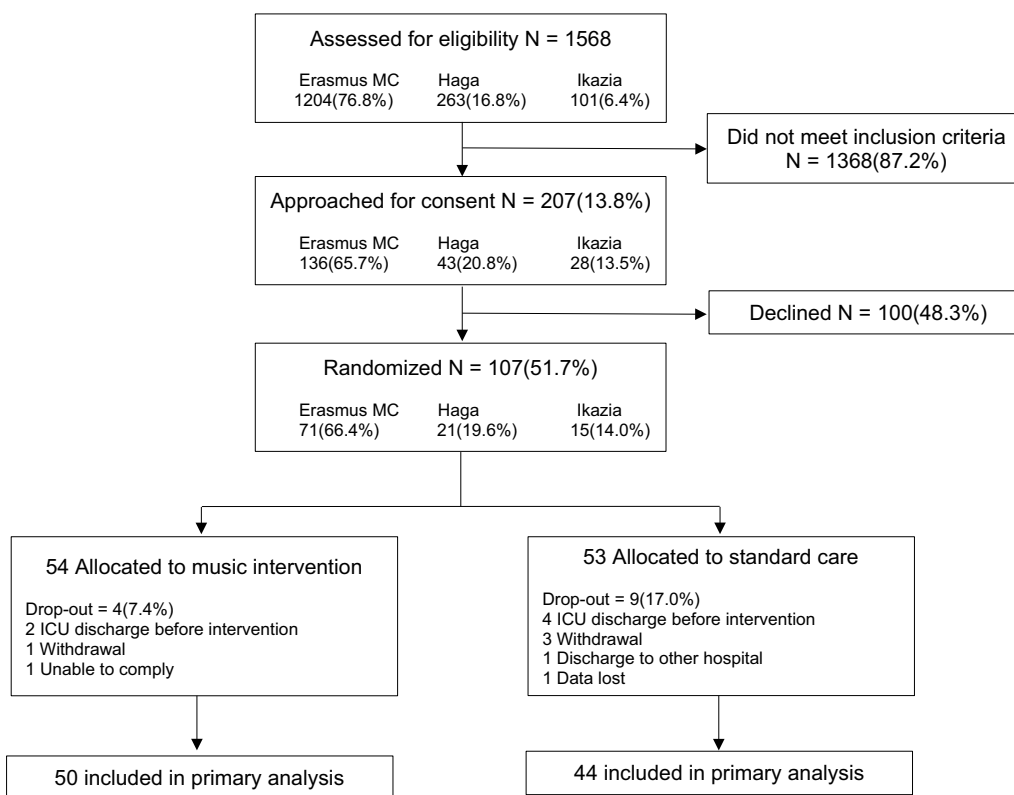 Assessed for eligibility N = 1568
Erasmus MC Haga Ikazia
1204(76.8%) 263(16.8%) 101(6.4%)
Did not meet inclusion criteria
N = 1368(87.2%)
Approached for consent N = 207(13.8%)
Erasmus MC Haga Ikazia
136(65.7%) 43(20.8%) 28(13.5%)
Declined N = 100(48.3%)
Randomized N = 107(51.7%)
Erasmus MC Haga Ikazia
71(66.4%) 21(19.6%) 15(14.0%)
54 Allocated to music intervention
Drop-out = 4(7.4%)
2 ICU discharge before intervention
1 Withdrawal
1 Unable to comply
53 Allocated to standard care
Drop-out = 9(17.0%)
4 ICU discharge before intervention
3 Withdrawal
1 Discharge to other hospital
1 Data lost
50 included in primary analysis
44 included in primary analysis